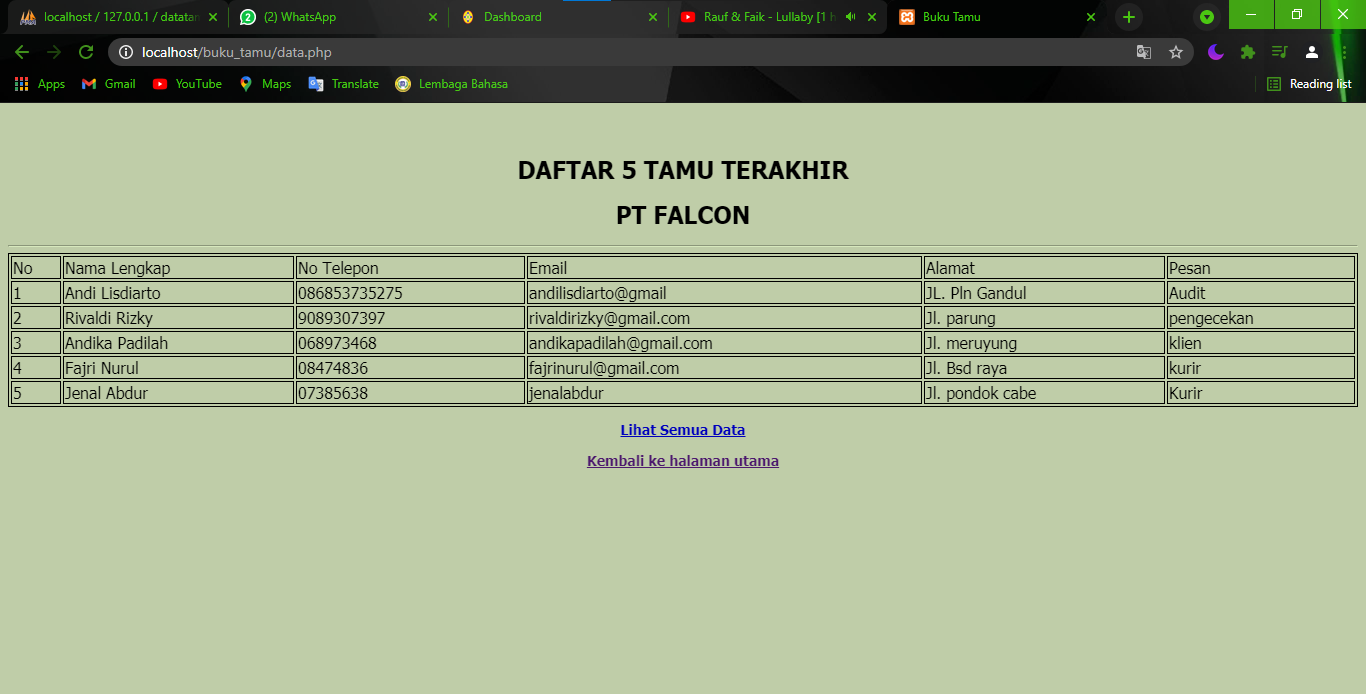 localhost / 127.0.0.1 / datatan (2) WhatsApp Dashboard Rauf & Faik - Lullaby [1 h Buku Tamu
localhost/buku_tamu/data.php
Apps Gmail YouTube Maps Translate Lembaga Bahasa Reading list
DAFTAR 5 TAMU TERAKHIR
PT FALCON
No Nama Lengkap No Telepon Email Alamat Pesan
1 Andi Lisdiarto 086853735275 andilisdiarto@gmail JL. Pln Gandul Audit
2 Rivaldi Rizky 9089307397 rivaldirizky@gmail.com Jl. parung pengecekan
3 Andika Padilah 068973468 andikapadilah@gmail.com Jl. meruyung klien
4 Fajri Nurul 08474836 fajrinurul@gmail.com Jl. Bsd raya kurir
5 Jenal Abdur 07385638 jenalabdur Jl. pondok cabe Kurir
Lihat Semua Data
Kembali ke halaman utama